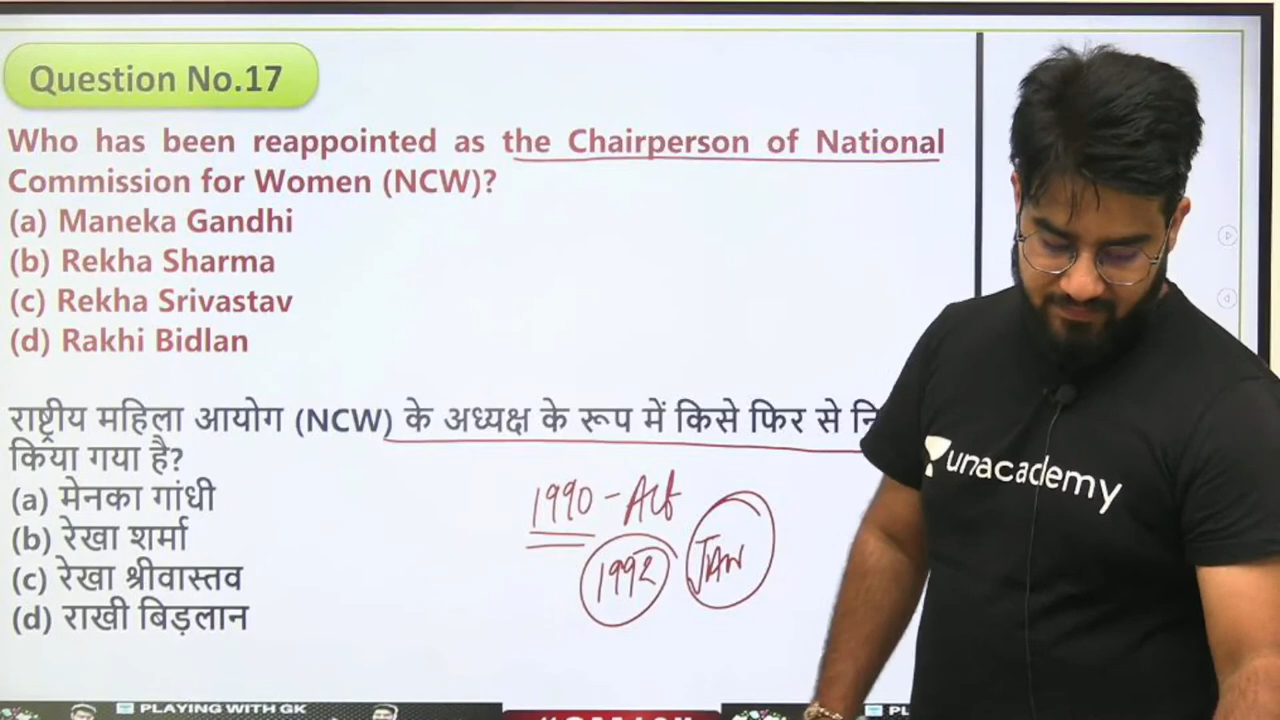 Question No.17
Who has been reappointed as the Chairperson of National
Commission for Women (NCW)?
(a) Maneka Gandhi
(b) Rekha Sharma
(c) Rekha Srivastav
(d) Rakhi Bidlan
राष्ट्रीय महिला आयोग (NCW) के अध्यक्ष के रूप में किसे फिर से
किया गया है?
(a) मेनका गांधी
(b) रेखा शर्मा
(c) रेखा श्रीवास्तव
(d) राखी बिड़लान
1990 - Act
1992 JAN
unacademy
PLAYING WITH GK